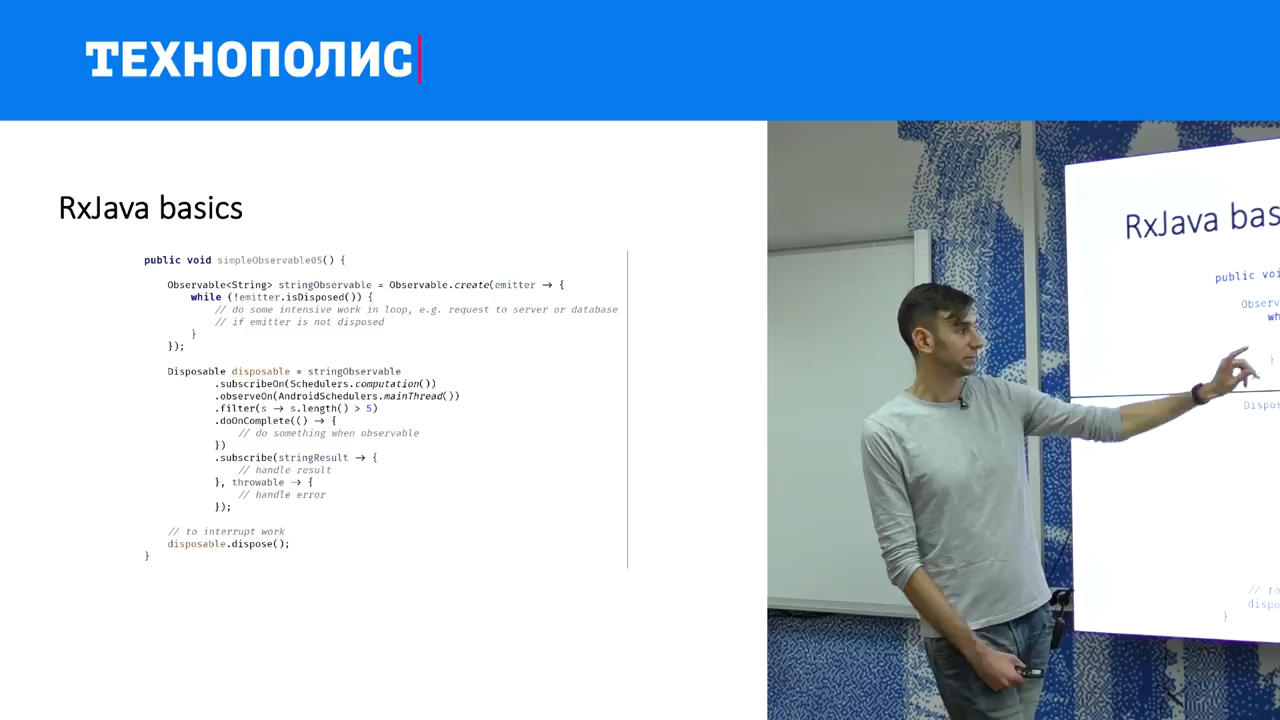 ТЕХНОПОЛИС
RxJava basics
public void simpleObservable05() {
Observable<String> stringObservable = Observable.create(emitter → {
while (!emitter.isDisposed()) {
// do some intensive work in loop, e.g. request to server or database
// if emitter is not disposed
}
});
Disposable disposable = stringObservable
.subscribeOn(Schedulers.computation())
.observeOn(AndroidSchedulers.mainThread())
.filter(s → s.length() > 5)
.doOnComplete(() → {
// do something when observable
})
.subscribe(stringResult → {
// handle result
}, throwable → {
// handle error
});
// to interrupt work
disposable.dispose();
}
RxJava bas
public voi
Observ
wh
}
Dispos
// to
dispo
}